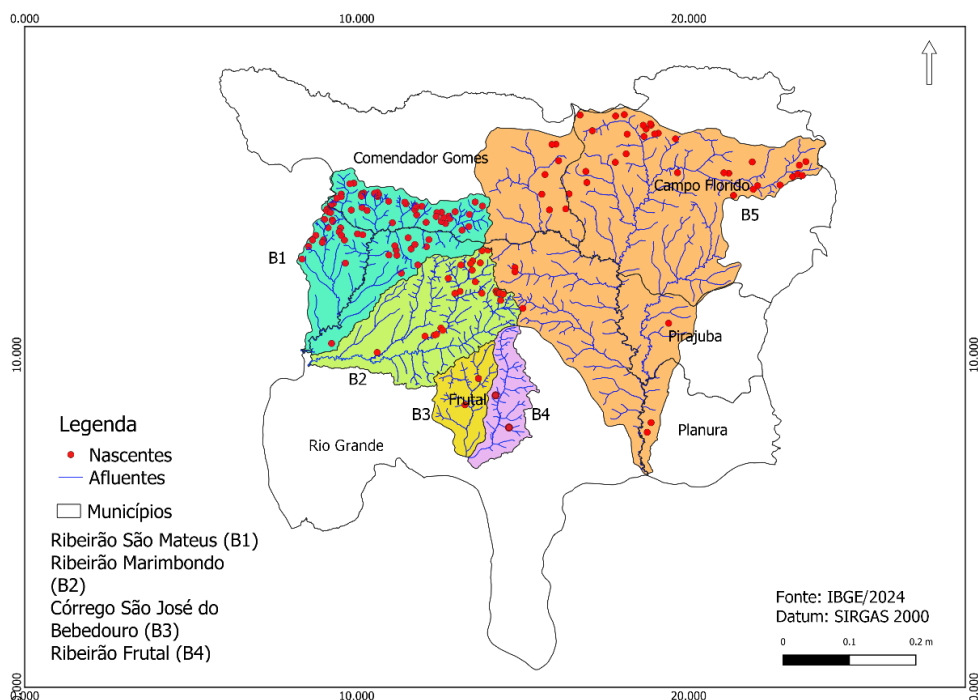 0.000
10.000
20.000
Comendador Gomes
Campo Florido
B5
B1
10.000
10.000
Pirajuba
B2
Frutal
B3
B4
Planura
Rio Grande
Legenda
Nascentes
Afluentes
Municípios
Ribeirão São Mateus (B1)
Ribeirão Marimbondo
(B2)
Córrego São José do
Bebedouro (B3)
Ribeirão Frutal (B4)
Fonte: IBGE/2024
Datum: SIRGAS 2000
0
0.1
0.2 m
10.000
20.000